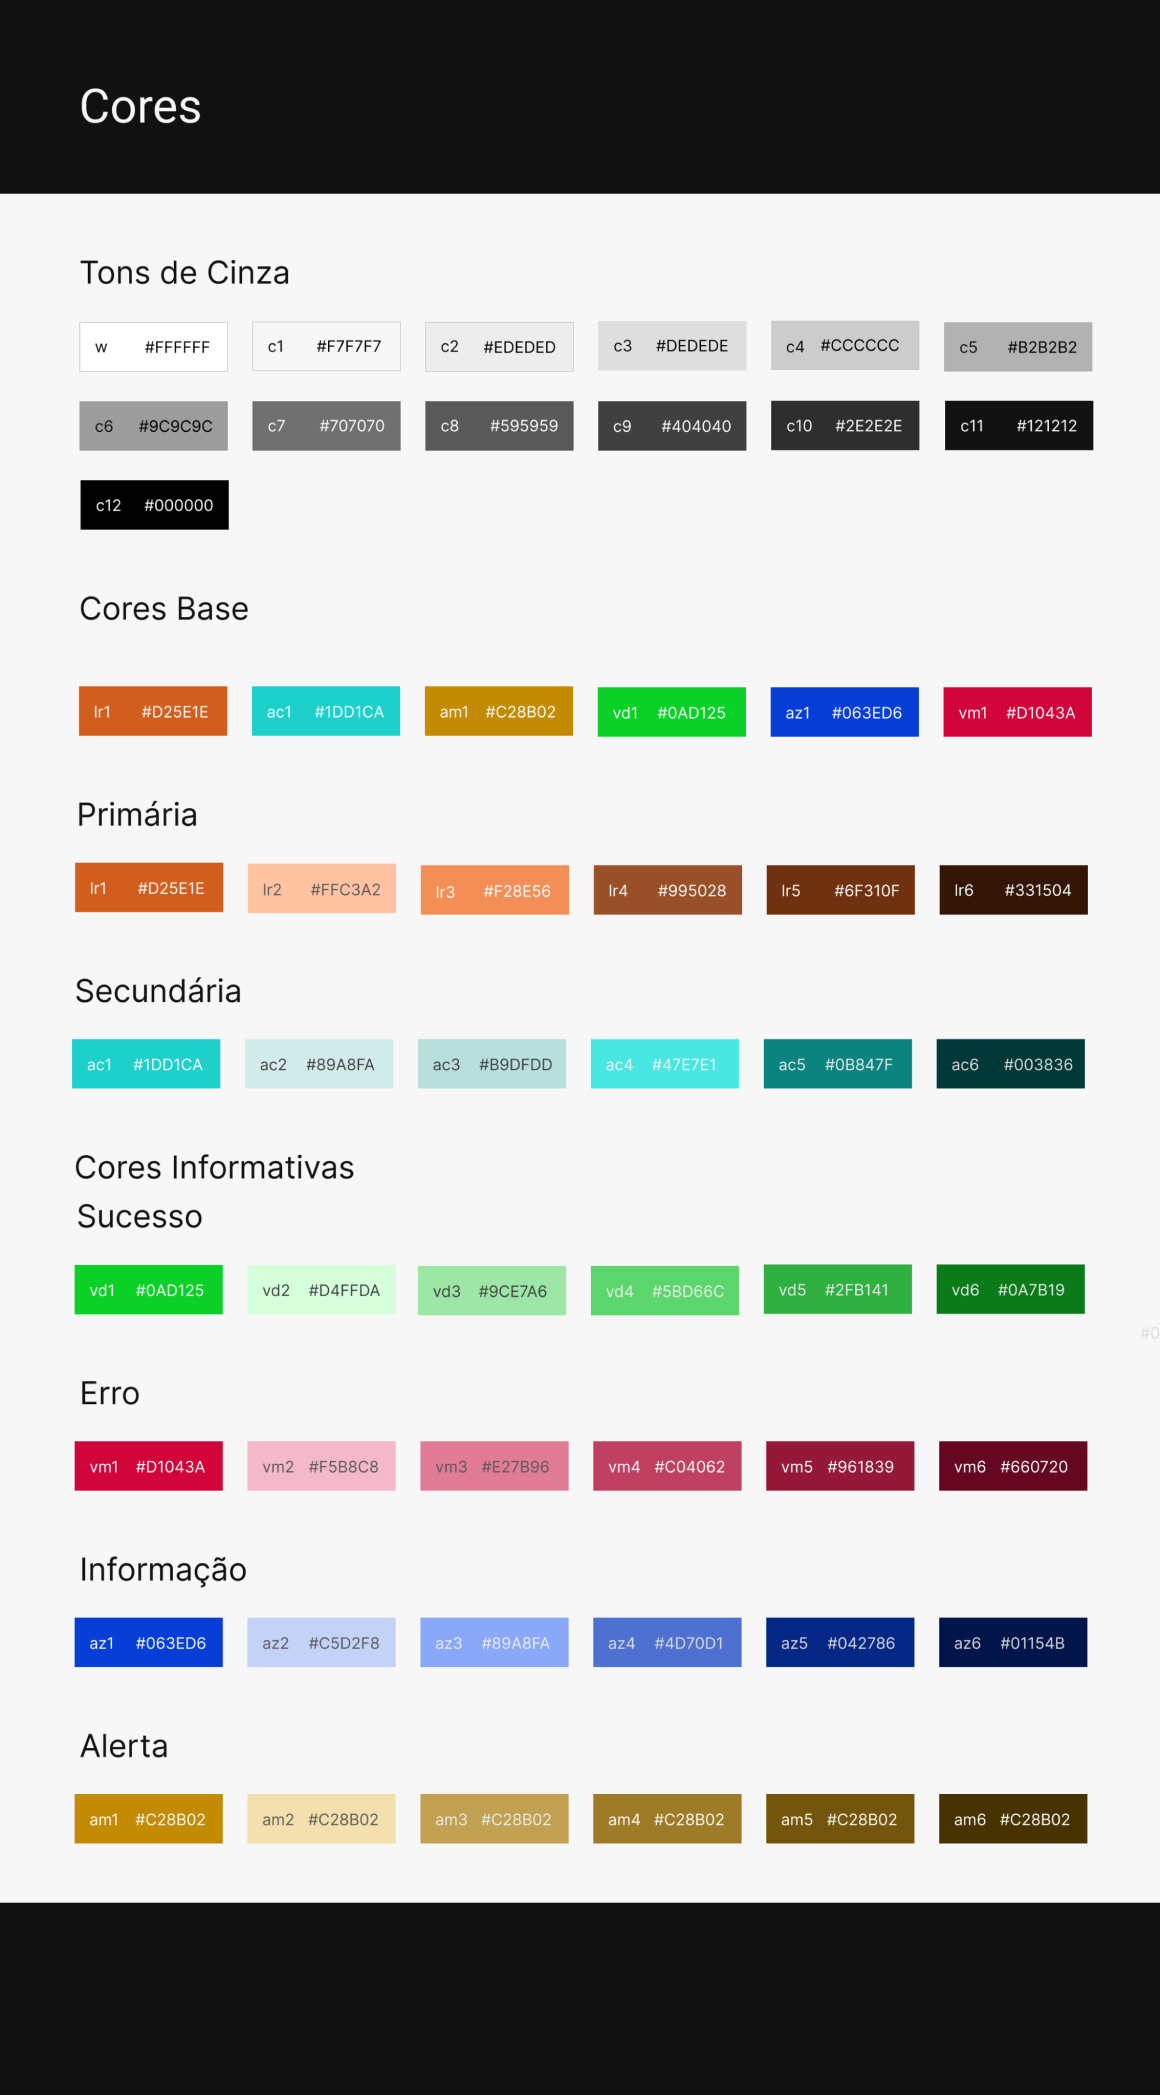 Cores
Tons de Cinza
w #FFFFFF c1 #F7F7F7 c2 #EDEDED c3 #DEDEDE c4 #CCCCCC c5 #B2B2B2
c6 #9C9C9C c7 #707070 c8 #595959 c9 #404040 c10 #2E2E2E c11 #121212
c12 #000000
Cores Base
lr1 #D25E1E ac1 #1DD1CA am1 #C28B02 vd1 #0AD125 az1 #063ED6 vm1 #D1043A
Primária
lr1 #D25E1E lr2 #FFC3A2 lr3 #F28E56 lr4 #995028 lr5 #6F310F lr6 #331504
Secundária
ac1 #1DD1CA ac2 #89A8FA ac3 #B9DFDD ac4 #47E7E1 ac5 #0B847F ac6 #003836
Cores Informativas
Sucesso
vd1 #0AD125 vd2 #D4FFDA vd3 #9CE7A6 vd4 #5BD66C vd5 #2FB141 vd6 #0A7B19
#0
Erro
vm1 #D1043A vm2 #F5B8C8 vm3 #E27B96 vm4 #C04062 vm5 #961839 vm6 #660720
Informação
az1 #063ED6 az2 #C5D2F8 az3 #89A8FA az4 #4D70D1 az5 #042786 az6 #01154B
Alerta
am1 #C28B02 am2 #C28B02 am3 #C28B02 am4 #C28B02 am5 #C28B02 am6 #C28B02